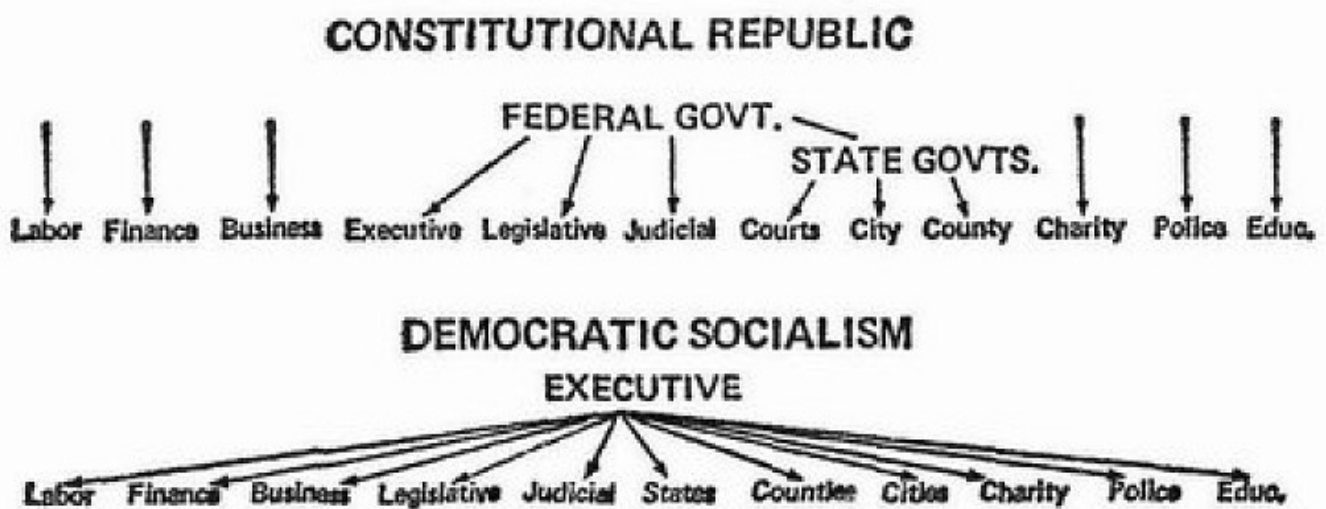 CONSTITUTIONAL REPUBLIC
FEDERAL GOVT.
STATE GOVTS.
Labor Finance Business Executive Legislative Judicial Courts City County Charity Police Educ.
DEMOCRATIC SOCIALISM
EXECUTIVE
Labor Finance Business Legislative Judicial States Counties Cities Charity Police Educ.